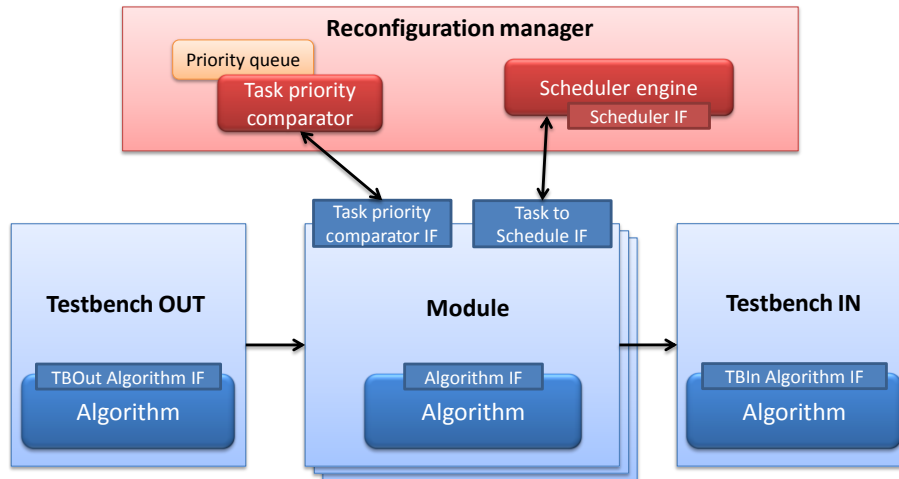 Reconfiguration manager
Priority queue
Task priority
comparator
Scheduler engine
Scheduler IF
Task priority
comparator IF
Task to
Schedule IF
Testbench OUT
Module
Testbench IN
TBOut Algorithm IF
Algorithm
Algorithm IF
Algorithm
TBIn Algorithm IF
Algorithm